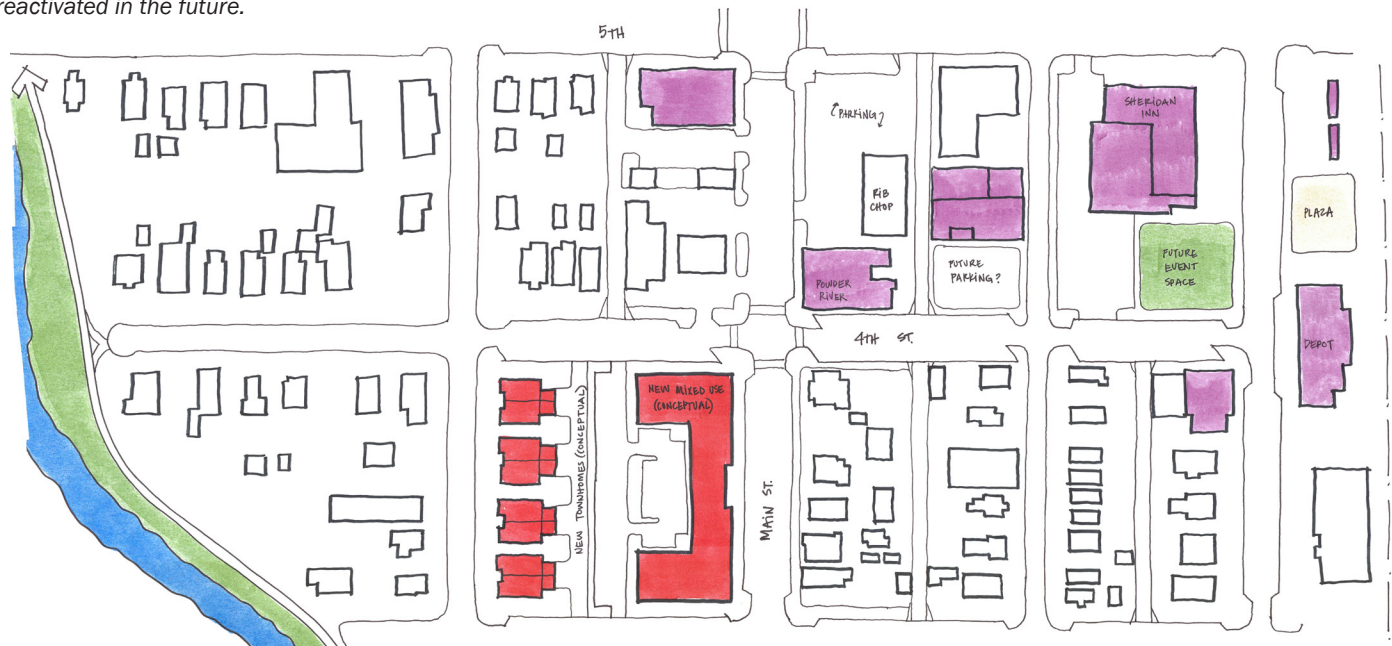 reactivated in the future.
5TH
PARKING
SHERIDAN
INN
RIB
CHOP
PLAZA
FUTURE
EVENT
SPACE
FUTURE
PARKING?
POWDER
RIVER
4TH ST.
DEPOT
NEW TOWNHOMES (CONCEPTUAL)
NEW MIXED USE
(CONCEPTUAL)
MAIN ST.